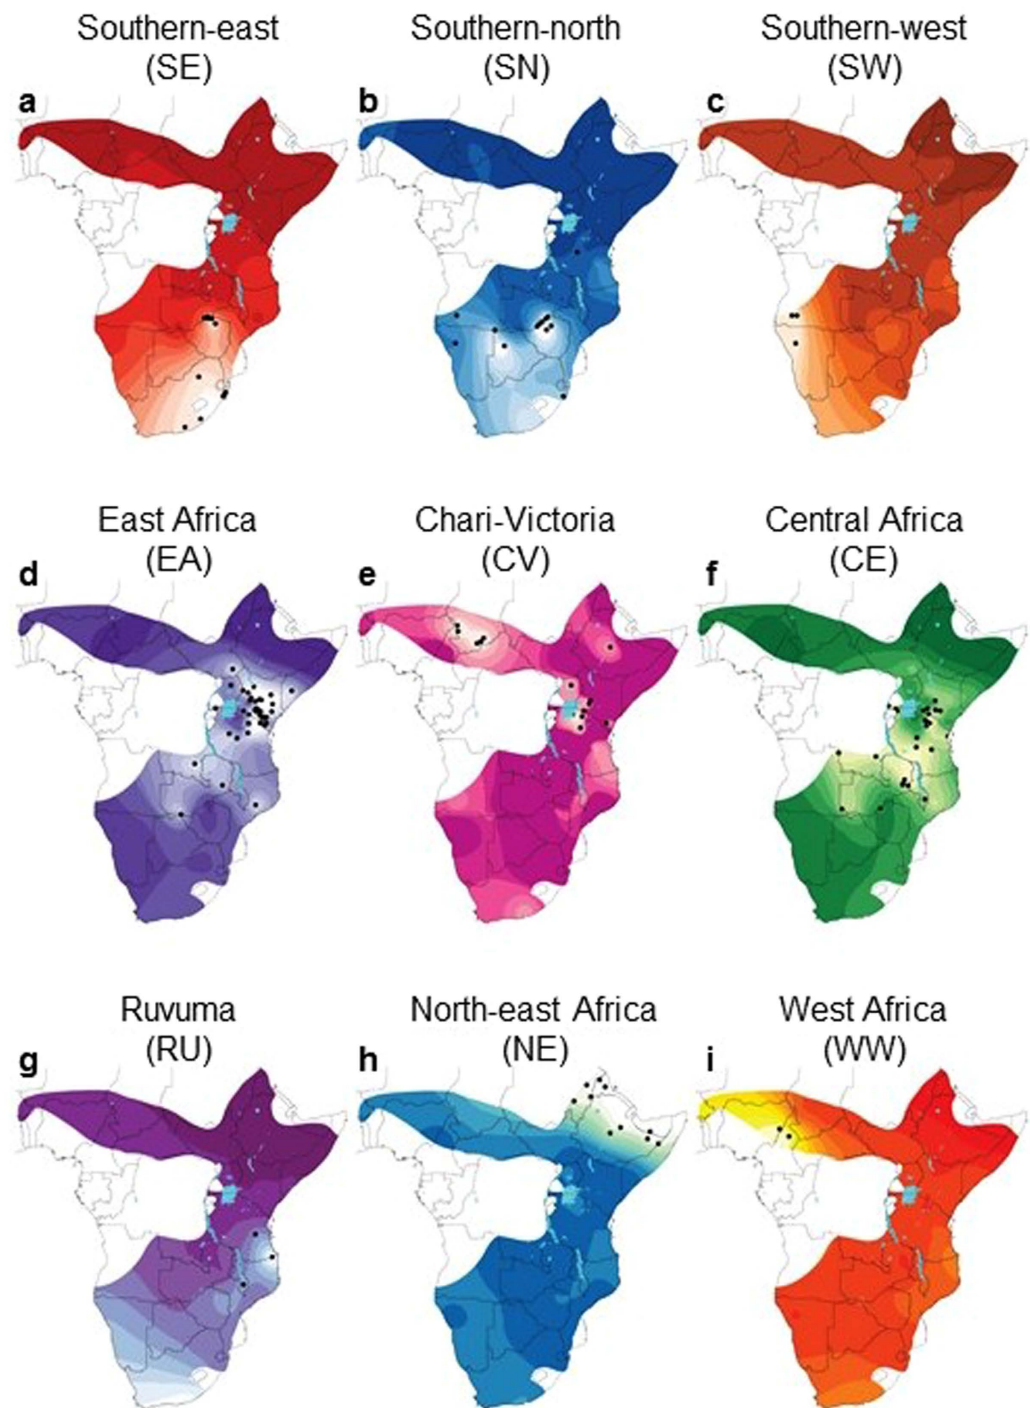 Southern-east
(SE)
Southern-north
(SN)
Southern-west
(SW)
a
b
c
East Africa
(EA)
Chari-Victoria
(CV)
Central Africa
(CE)
d
e
f
Ruvuma
(RU)
North-east Africa
(NE)
West Africa
(WW)
g
h
i